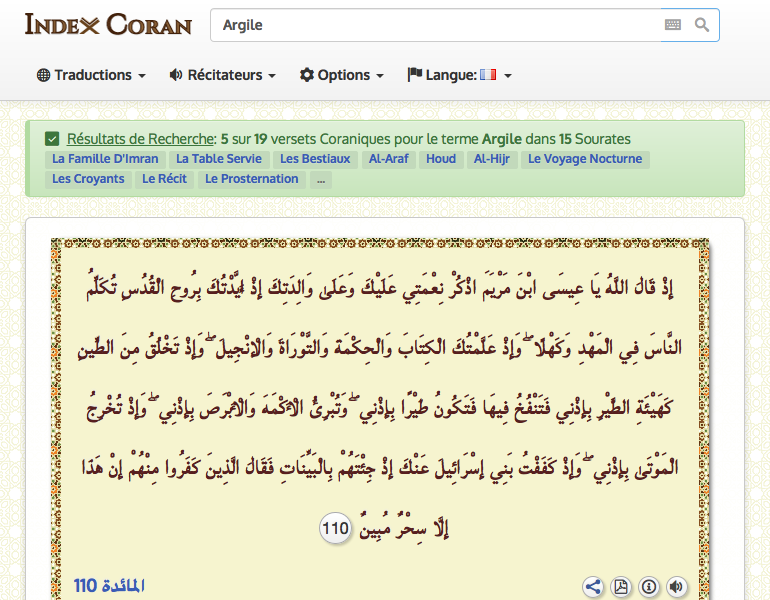 Index Coran
Argile
Traductions Récitateurs Options Langue:
Résultats de Recherche: 5 sur 19 versets Coraniques pour le terme Argile dans 15 Sourates
La Famille D'Imran La Table Servie Les Bestiaux Al-Araf Houd Al-Hijr Le Voyage Nocturne
Les Croyants Le Récit Le Prosternation ...
إِذْ قَالَ اللَّهُ يَا عِيسَى ابْنَ مَرْيَمَ اذْكُرْ نِعْمَتِي عَلَيْكَ وَعَلَىٰ وَالِدَتِكَ إِذْ أَيَّدْتُكَ بِرُوحِ الْقُدُسِ تُكَلِّمُ
النَّاسَ فِي الْمَهْدِ وَكَهْلًا ۖ وَإِذْ عَلَّمْتُكَ الْكِتَابَ وَالْحِكْمَةَ وَالتَّوْرَاةَ وَالْإِنْجِيلَ ۖ وَإِذْ تَخْلُقُ مِنَ الطِّينِ
كَهَيْئَةِ الطَّيْرِ بِإِذْنِي فَتَنْفُخُ فِيهَا فَتَكُونُ طَيْرًا بِإِذْنِي ۖ وَتُبْرِئُ الْأَكْمَهَ وَالْأَبْرَصَ بِإِذْنِي ۖ وَإِذْ تُخْرِجُ
الْمَوْتَىٰ بِإِذْنِي ۖ وَإِذْ كَفَفْتُ بَنِي إِسْرَائِيلَ عَنْكَ إِذْ جِئْتَهُمْ بِالْبَيِّنَاتِ فَقَالَ الَّذِينَ كَفَرُوا مِنْهُمْ إِنْ هَٰذَا
إِلَّا سِحْرٌ مُبِينٌ 110
المائدة 110